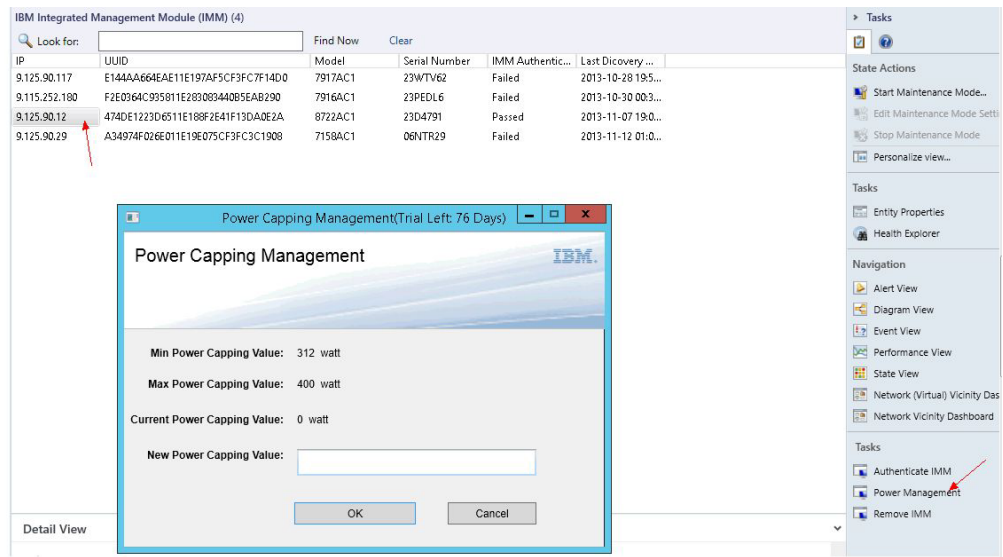 IBM Integrated Management Module (IMM) (4)
Look for: Find Now Clear
IP UUID Model Serial Number IMM Authentic... Last Dicovery ...
9.125.90.117 E144AA664EAE11E197AF5CF3FC7F14D0 7917AC1 23WTV62 Failed 2013-10-28 19:5...
9.115.252.180 F2E0364C935811E283083440B5EAB290 7916AC1 23PEDL6 Failed 2013-10-30 00:3...
9.125.90.12 474DE1223D6511E188F2E41F13DA0E2A 8722AC1 23D4791 Passed 2013-11-07 19:0...
9.125.90.29 A34974F026E011E19E075CF3FC3C1908 7158AC1 06NTR29 Failed 2013-11-12 01:0...
Power Capping Management(Trial Left: 76 Days)
Power Capping Management
IBM.
Min Power Capping Value: 312 watt
Max Power Capping Value: 400 watt
Current Power Capping Value: 0 watt
New Power Capping Value:
OK Cancel
Detail View
Tasks
State Actions
Start Maintenance Mode...
Edit Maintenance Mode Setti
Stop Maintenance Mode
Personalize view...
Tasks
Entity Properties
Health Explorer
Navigation
Alert View
Diagram View
Event View
Performance View
State View
Network (Virtual) Vicinity Das
Network Vicinity Dashboard
Tasks
Authenticate IMM
Power Management
Remove IMM